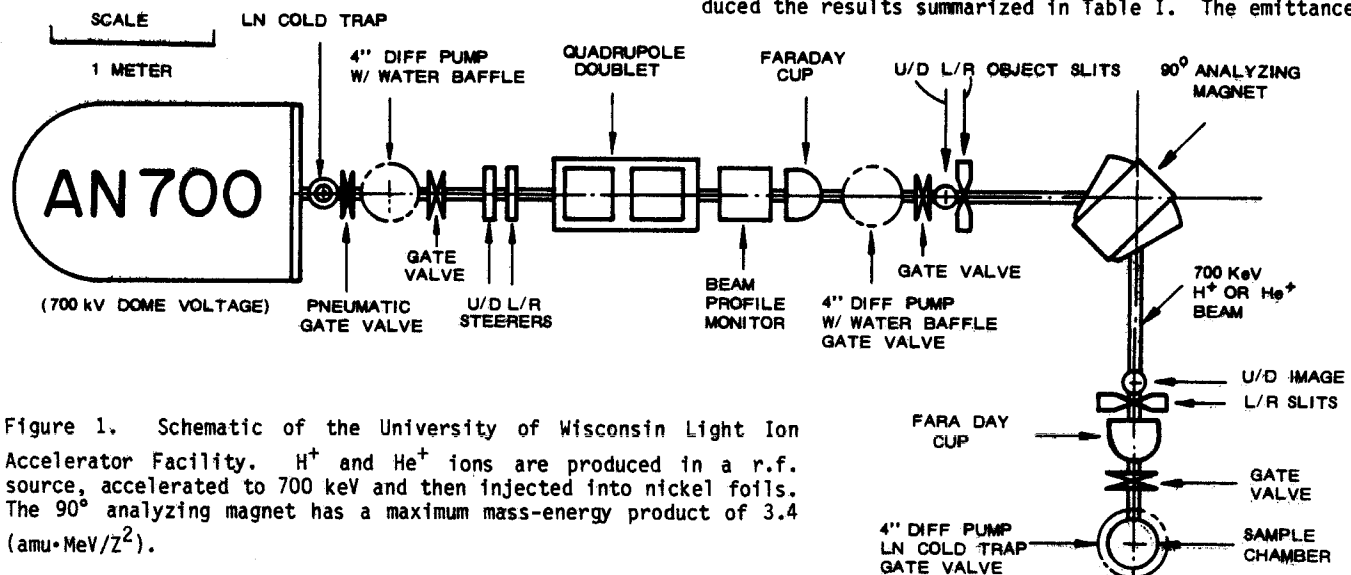 duced the results summarized in Table I. The emittance
SCALE
1 METER
LN COLD TRAP
4" DIFF PUMP
W/ WATER BAFFLE
QUADRUPOLE
DOUBLET
FARADAY
CUP
U/D L/R OBJECT SLITS
90° ANALYZING
MAGNET
AN700
(700 kV DOME VOLTAGE)
PNEUMATIC
GATE VALVE
GATE
VALVE
U/D L/R
STEERERS
BEAM
PROFILE
MONITOR
4" DIFF PUMP
W/ WATER BAFFLE
GATE VALVE
GATE VALVE
700 KeV
H⁺ OR He⁺
BEAM
U/D IMAGE
L/R SLITS
FARA DAY
CUP
GATE
VALVE
4" DIFF PUMP
LN COLD TRAP
GATE VALVE
SAMPLE
CHAMBER
Figure 1. Schematic of the University of Wisconsin Light Ion
Accelerator Facility. H⁺ and He⁺ ions are produced in a r.f.
source, accelerated to 700 keV and then injected into nickel foils.
The 90° analyzing magnet has a maximum mass-energy product of 3.4
(amu·MeV/Z²).